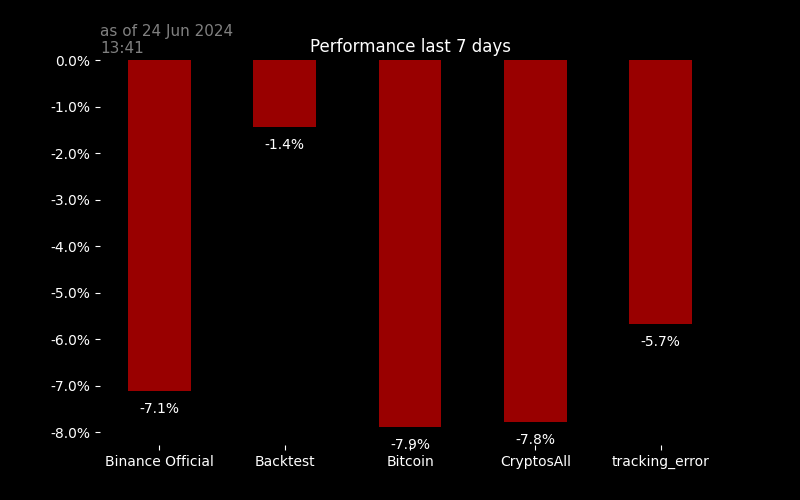 as of 24 Jun 2024
13:41
Performance last 7 days
0.0%
-1.0%
-2.0%
-3.0%
-4.0%
-5.0%
-6.0%
-7.0%
-8.0%
-7.1%
-1.4%
-7.9%
-7.8%
-5.7%
Binance Official
Backtest
Bitcoin
CryptosAll
tracking_error